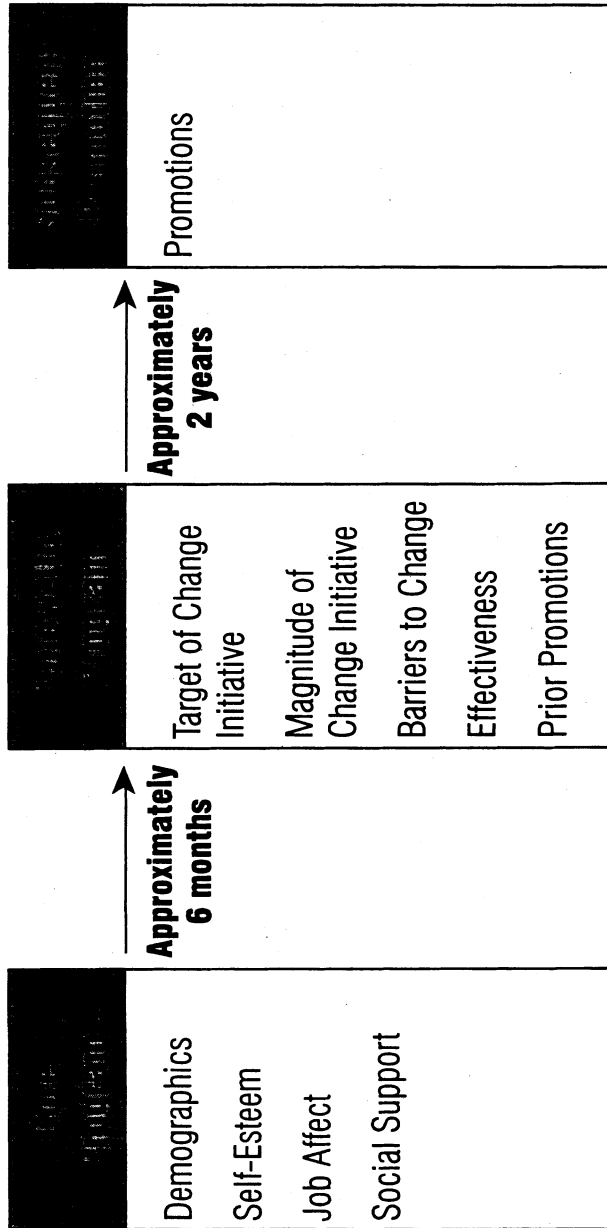 Demographics
Self-Esteem
Job Affect
Social Support
Approximately
6 months
Program
Target of Change
Initiative
Magnitude of
Change Initiative
Barriers to Change
Effectiveness
Prior Promotions
Approximately
2 years
Promotions